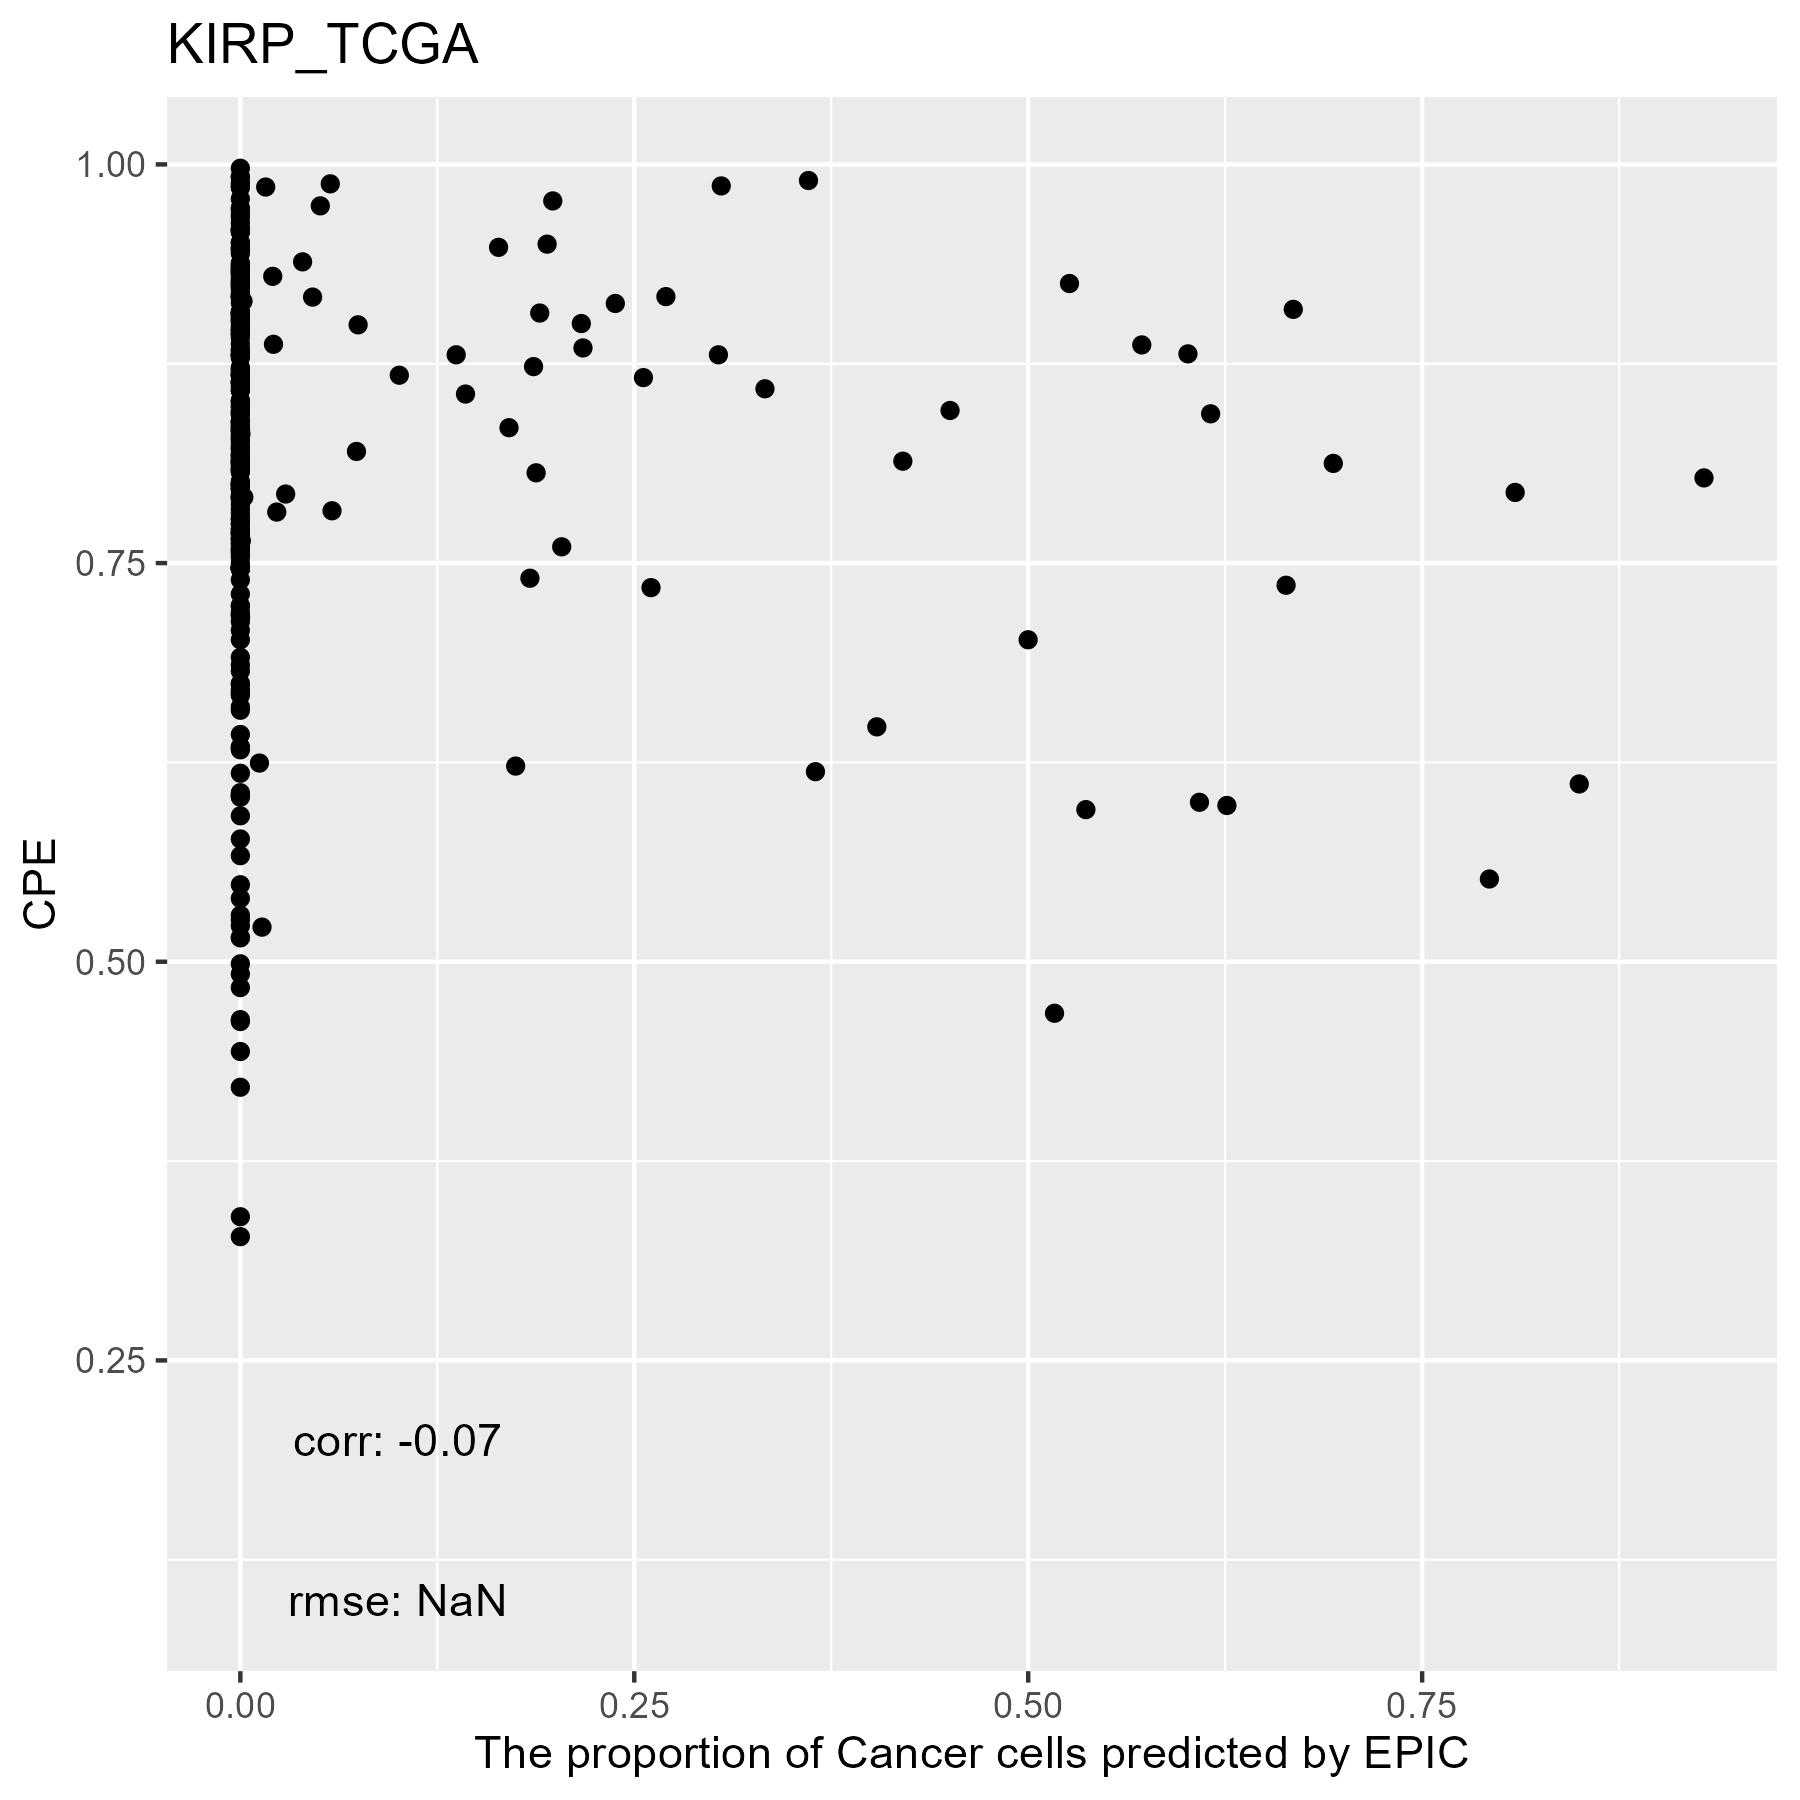 KIRP_TCGA
1.00
0.75
0.50
0.25
CPE
corr: -0.07
rmse: NaN
0.00 0.25 0.50 0.75
The proportion of Cancer cells predicted by EPIC